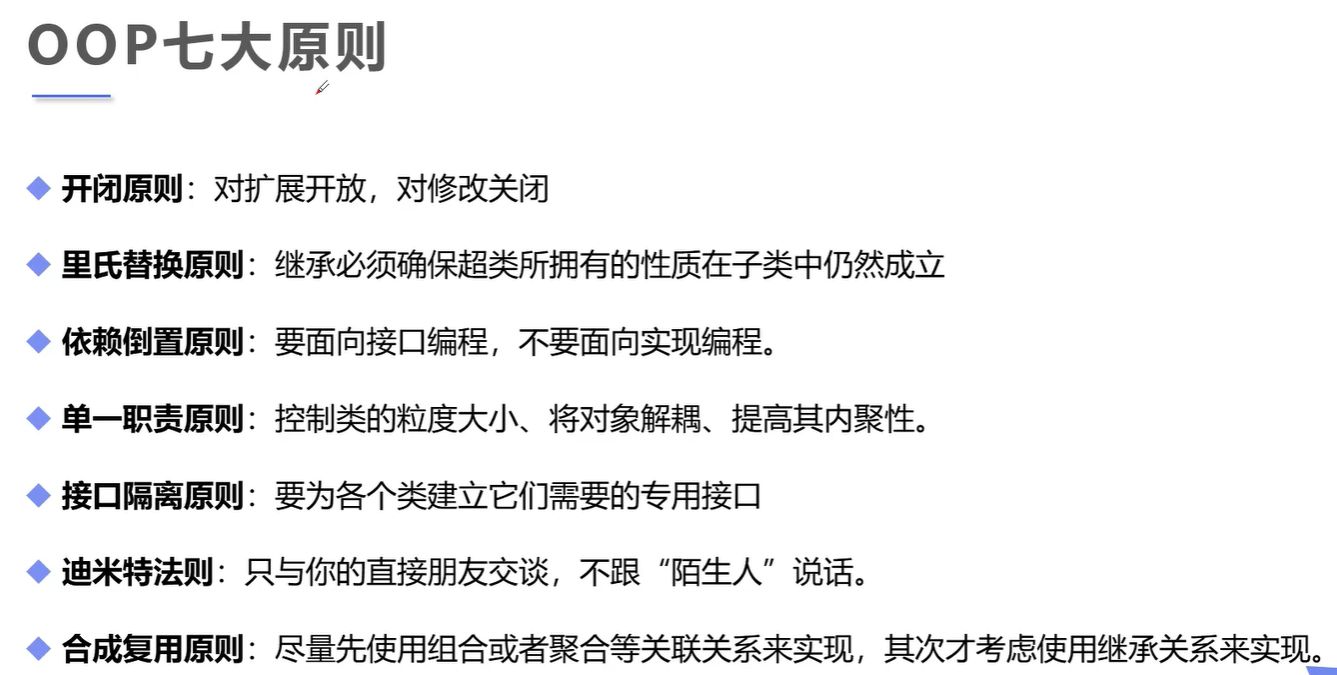 OOP七大原则
开闭原则：对扩展开放，对修改关闭
里氏替换原则：继承必须确保超类所拥有的性质在子类中仍然成立
依赖倒置原则：要面向接口编程，不要面向实现编程。
单一职责原则：控制类的粒度大小、将对象解耦、提高其内聚性。
接口隔离原则：要为各个类建立它们需要的专用接口
迪米特法则：只与你的直接朋友交谈，不跟“陌生人”说话。
合成复用原则：尽量先使用组合或者聚合等关联关系来实现，其次才考虑使用继承关系来实现。